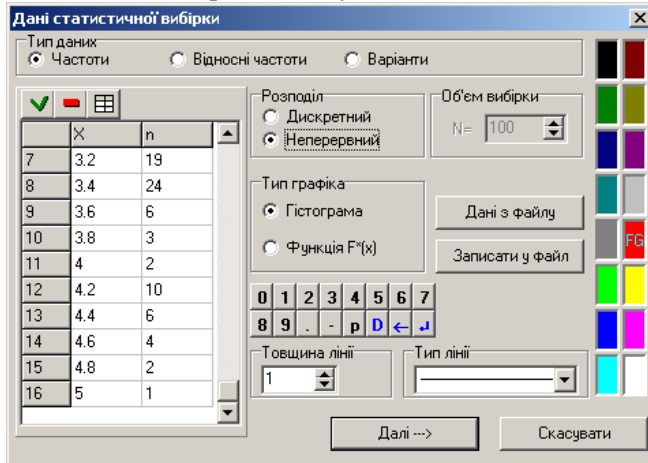 Дані статистичної вибірки
Тип даних
Частоти Відносні частоти Варіанти
X n
7 3.2 19
8 3.4 24
9 3.6 6
10 3.8 3
11 4 2
12 4.2 10
13 4.4 6
14 4.6 4
15 4.8 2
16 5 1
Розподіл
Дискретний
Неперервний
Об'єм вибірки
N= 100
Тип графіка
Гістограма
Функція F*(x)
Дані з файлу
Записати у файл
FG
0 1 2 3 4 5 6 7
8 9 . - p D ← ↲
Товщина лінії
1
Тип лінії
Далі --->
Скасувати